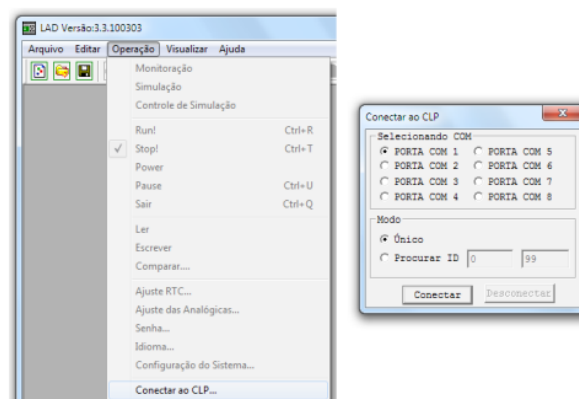 LAD Versão:3.3.100303
Arquivo Editar Operação Visualizar Ajuda
Monitoração
Simulação
Controle de Simulação
Run! Ctrl+R
Stop! Ctrl+T
Power
Pause Ctrl+U
Sair Ctrl+Q
Ler
Escrever
Comparar....
Ajuste RTC...
Ajuste das Analógicas...
Senha...
Idioma...
Configuração do Sistema...
Conectar ao CLP...
Conectar ao CLP
Selecionando COM
PORTA COM 1 PORTA COM 5
PORTA COM 2 PORTA COM 6
PORTA COM 3 PORTA COM 7
PORTA COM 4 PORTA COM 8
Modo
Único
Procurar ID 0 99
Conectar Desconectar